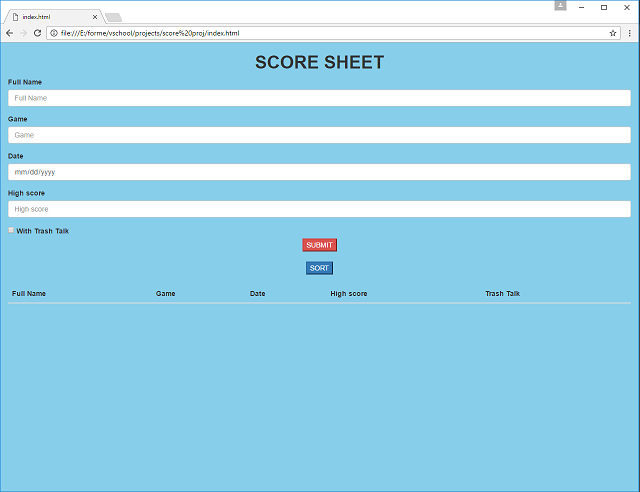 index.html
file:///E:/forme/vschool/projects/score%20proj/index.html
SCORE SHEET
Full Name
Full Name
Game
Game
Date
mm/dd/yyyy
High score
High score
With Trash Talk
SUBMIT
SORT
Full Name Game Date High score Trash Talk